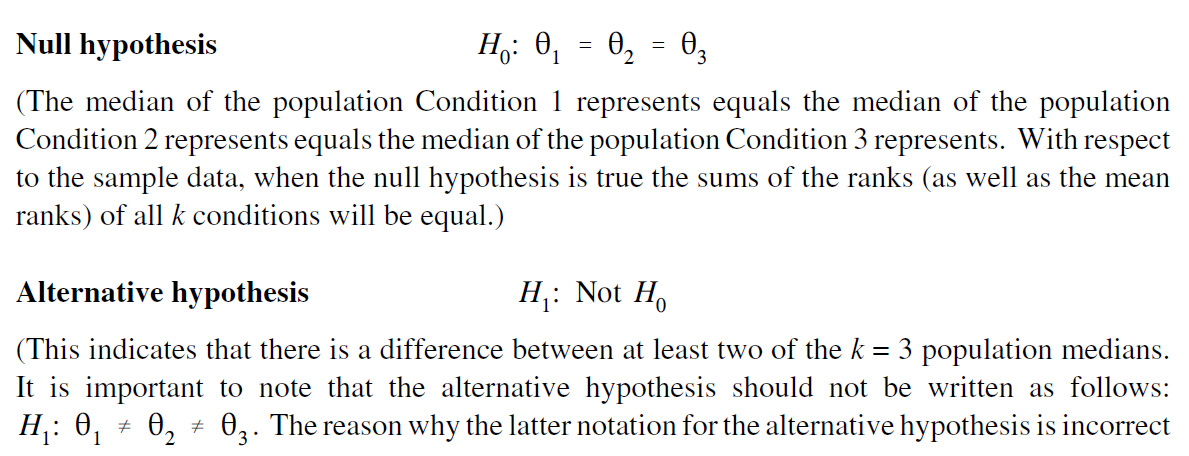 Null hypothesis H₀: θ₁ = θ₂ = θ₃
(The median of the population Condition 1 represents equals the median of the population
Condition 2 represents equals the median of the population Condition 3 represents. With respect
to the sample data, when the null hypothesis is true the sums of the ranks (as well as the mean
ranks) of all k conditions will be equal.)
Alternative hypothesis H₁: Not H₀
(This indicates that there is a difference between at least two of the k = 3 population medians.
It is important to note that the alternative hypothesis should not be written as follows:
H₁: θ₁ ≠ θ₂ ≠ θ₃. The reason why the latter notation for the alternative hypothesis is incorrect